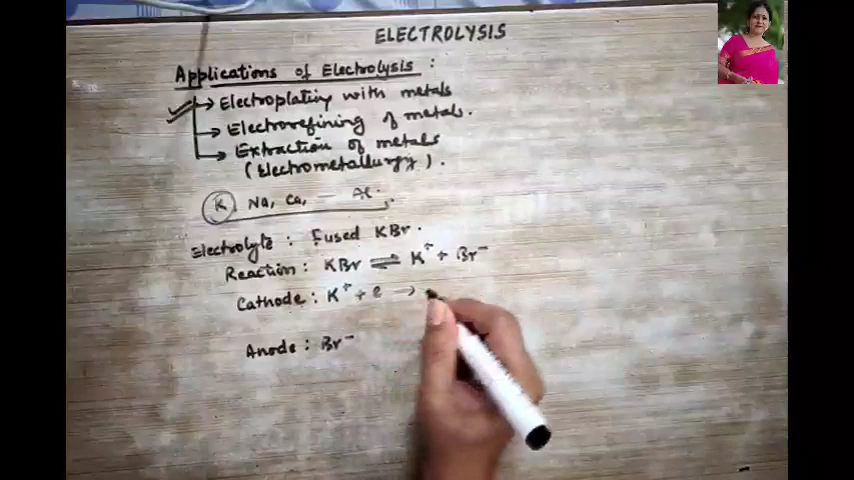 ELECTROLYSIS
Applications of Electrolysis :
→ Electroplating with metals
→ Electrorefining of metals.
→ Extraction of metals
(Electrometallurgy).
K, Na, Ca, — Al.
Electrolyte : Fused KBr.
Reaction : KBr ⇌ K⁺ + Br⁻
Cathode : K⁺ + e →
Anode : Br⁻